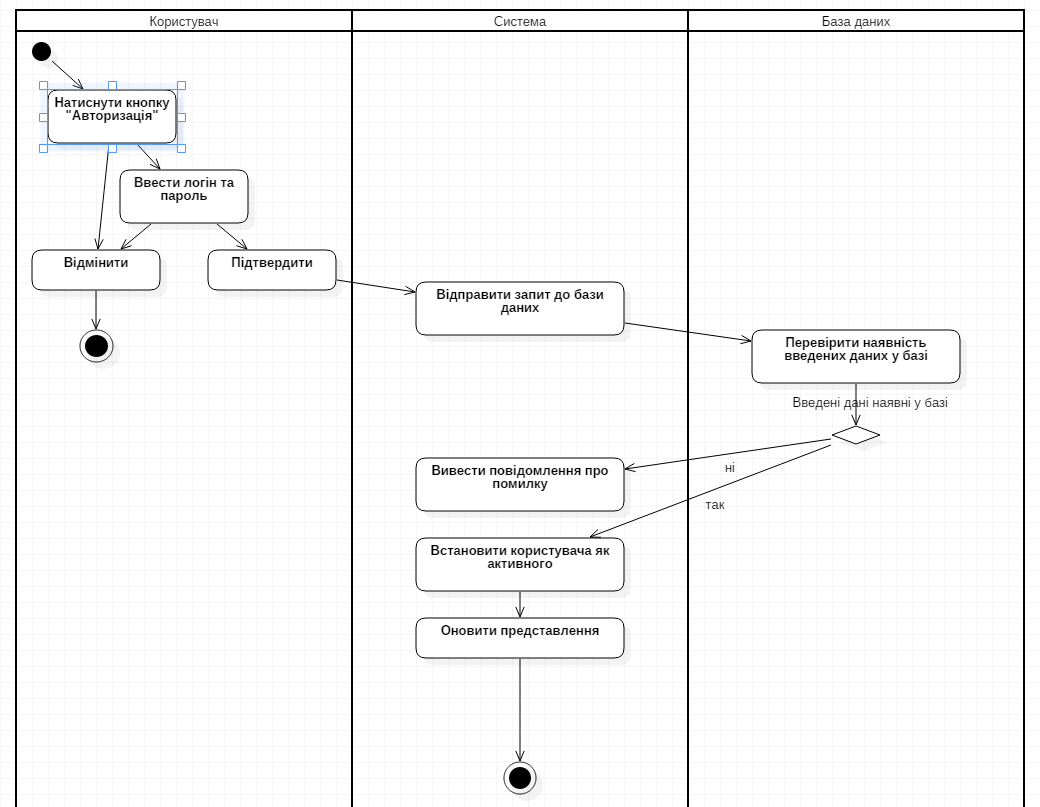 Користувач
Система
База даних
Натиснути кнопку
"Авторизація"
Ввести логін та
пароль
Відмінити
Підтвердити
Відправити запит до бази
даних
Перевірити наявність
введених даних у базі
Введені дані наявні у базі
Вивести повідомлення про
помилку
ні
так
Встановити користувача як
активного
Оновити представлення